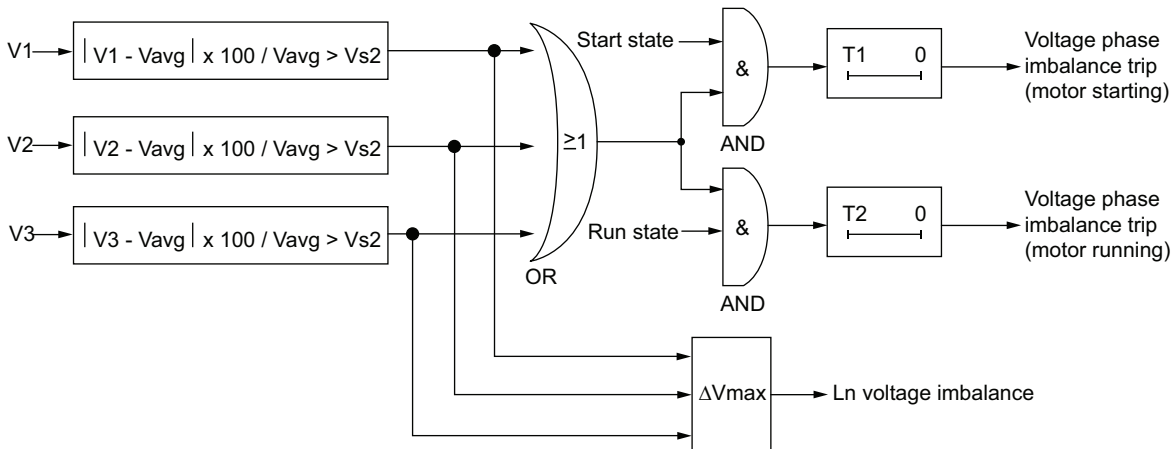 V1
|V1 - Vavg| x 100 / Vavg > Vs2
V2
|V2 - Vavg| x 100 / Vavg > Vs2
V3
|V3 - Vavg| x 100 / Vavg > Vs2
≥1
OR
Start state
&
AND
T1 0
Voltage phase
imbalance trip
(motor starting)
Run state
&
AND
T2 0
Voltage phase
imbalance trip
(motor running)
ΔVmax
Ln voltage imbalance